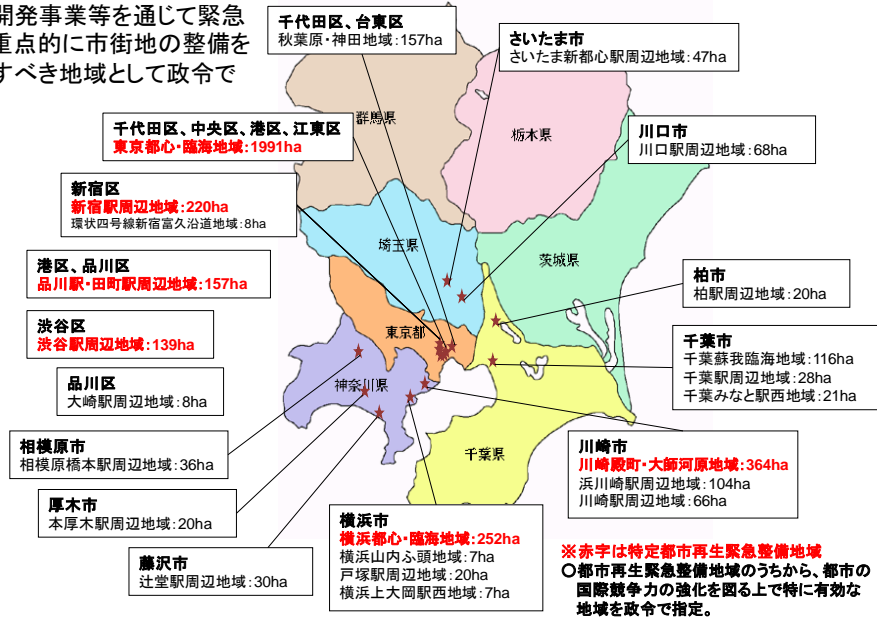 開発事業等を通じて緊急
重点的に市街地の整備を
すべき地域として政令で
千代田区、台東区
秋葉原・神田地域:157ha
さいたま市
さいたま新都心駅周辺地域:47ha
千代田区、中央区、港区、江東区
東京都心・臨海地域:1991ha
川口市
川口駅周辺地域:68ha
新宿区
新宿駅周辺地域:220ha
環状四号線新宿富久沿道地域:8ha
港区、品川区
品川駅・田町駅周辺地域:157ha
渋谷区
渋谷駅周辺地域:139ha
品川区
大崎駅周辺地域:8ha
相模原市
相模原橋本駅周辺地域:36ha
厚木市
本厚木駅周辺地域:20ha
藤沢市
辻堂駅周辺地域:30ha
群馬県
栃木県
埼玉県
茨城県
東京都
神奈川県
千葉県
柏市
柏駅周辺地域:20ha
千葉市
千葉蘇我臨海地域:116ha
千葉駅周辺地域:28ha
千葉みなと駅西地域:21ha
川崎市
川崎殿町・大師河原地域:364ha
浜川崎駅周辺地域:104ha
川崎駅周辺地域:66ha
横浜市
横浜都心・臨海地域:252ha
横浜山内ふ頭地域:7ha
戸塚駅周辺地域:20ha
横浜上大岡駅西地域:7ha
※赤字は特定都市再生緊急整備地域
○都市再生緊急整備地域のうちから、都市の
国際競争力の強化を図る上で特に有効な
地域を政令で指定。